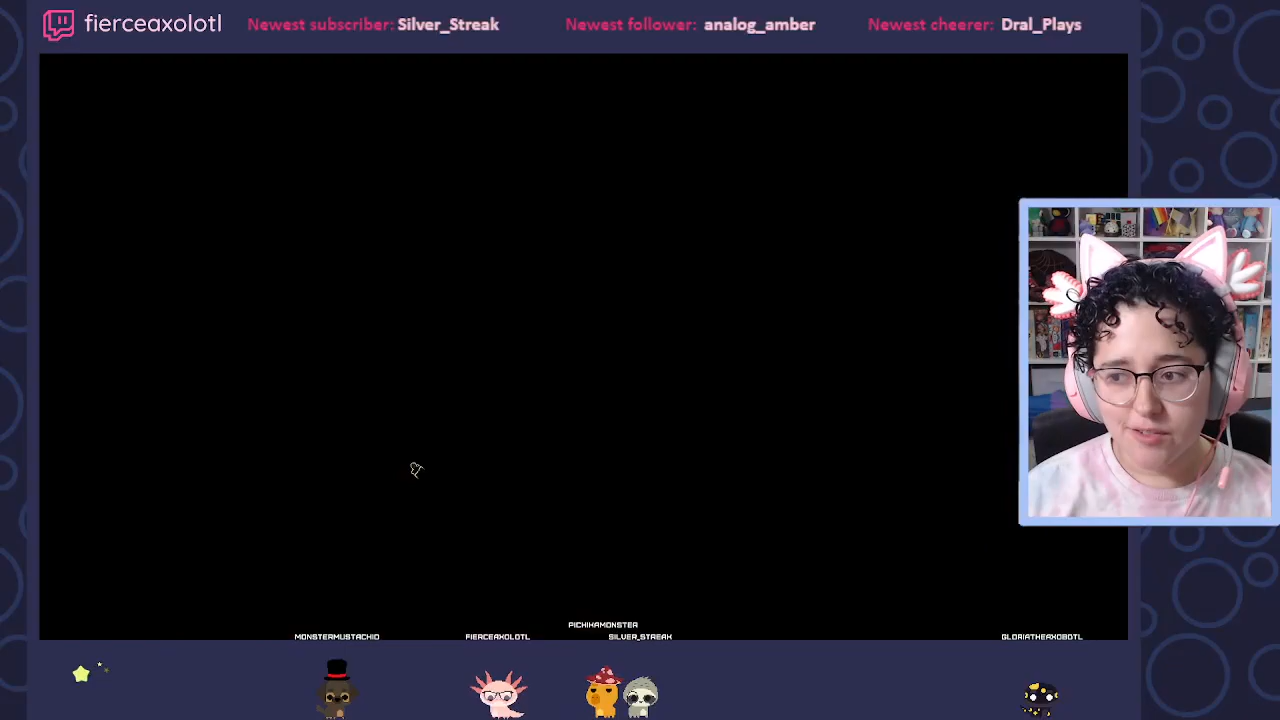 fierceaxolotl Newest subscriber: Silver_Streak Newest follower: analog_amber Newest cheerer: Dral_Plays
PICHIKAMONSTER
MONSTERMUSTACHIO FIERCEAXOLOTL SILVER_STREAK GLORIATHEAXOBOTL